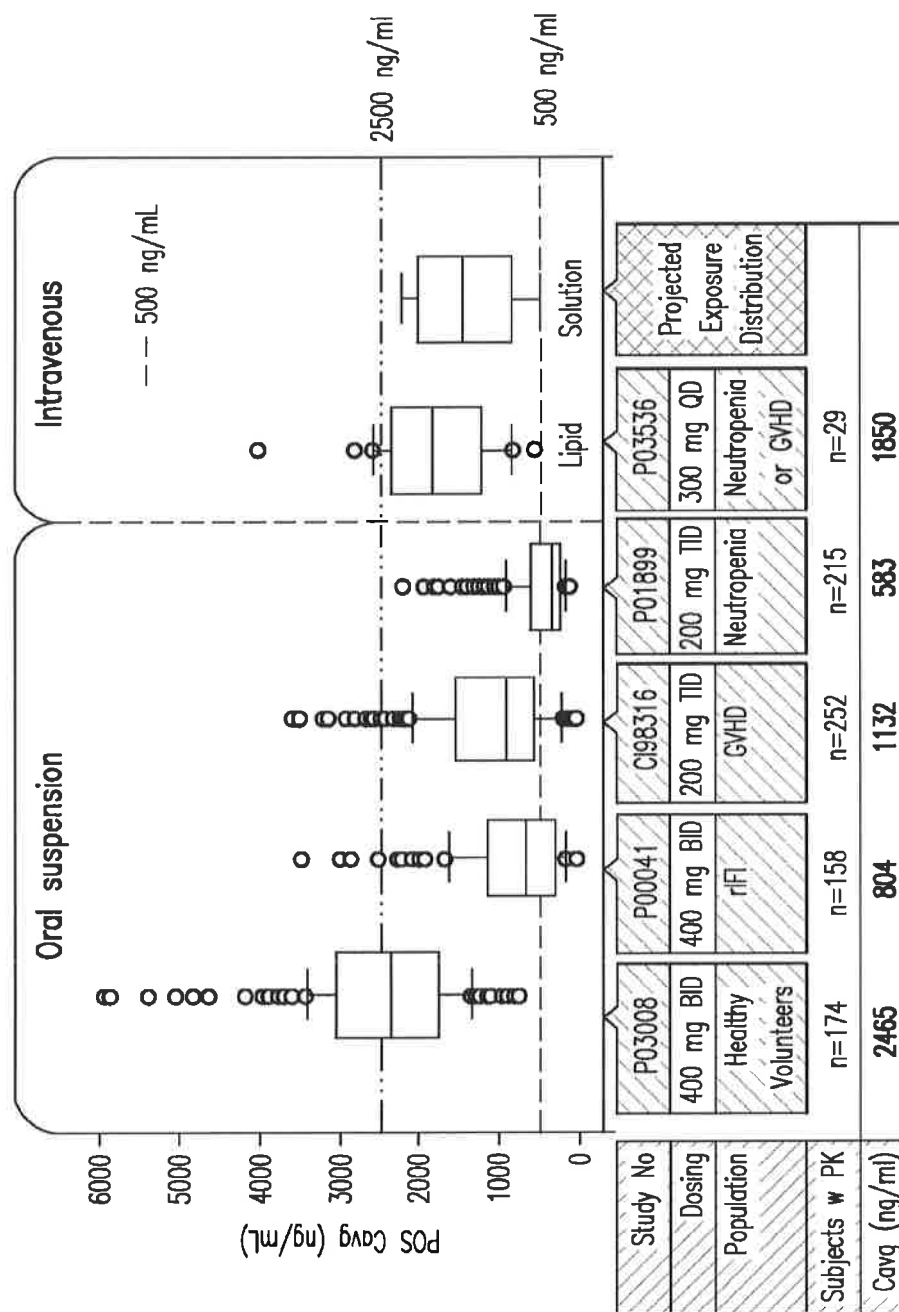 Oral suspension
Intravenous
--- 500 ng/mL
POS Cavg (ng/mL)
6000
5000
4000
3000
2000
1000
0
2500 ng/ml
500 ng/ml
Lipid
Solution
Study No P03008 P00041 CI98316 P01899 P03536 Projected Exposure Distribution
Dosing 400 mg BID 400 mg BID 200 mg TID 200 mg TID 300 mg QD
Population Healthy Volunteers rIFI GVHD Neutropenia Neutropenia or GVHD
Subjects w PK n=174 n=158 n=252 n=215 n=29
Cavg (ng/ml) 2465 804 1132 583 1850